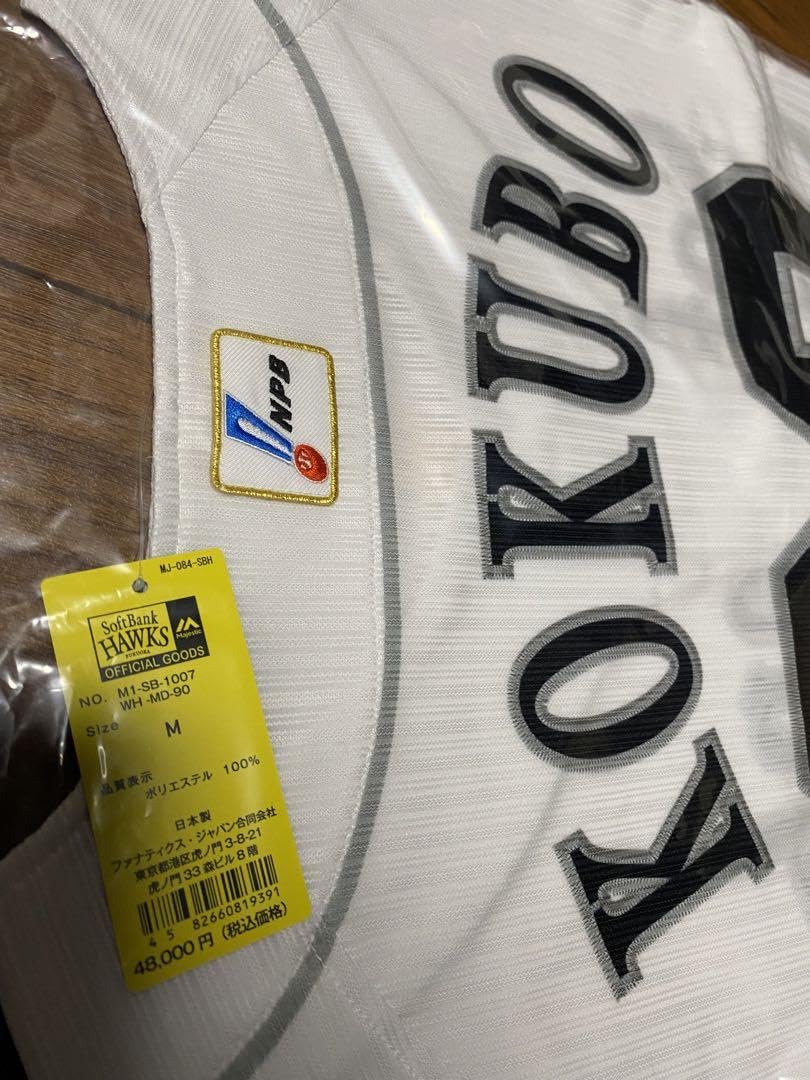 KOKUBO
NPB
MJ-084-SBH
SoftBank
HAWKS
FUKUOKA
Majestic
OFFICIAL GOODS
NO. M1-SB-1007
WH-MD-90
Size M
品質表示
ポリエステル 100%
日本製
ファナティクス・ジャパン合同会社
東京都港区虎ノ門3-8-21
虎ノ門33森ビル8階
45 82660819391
48,000円(税込価格)